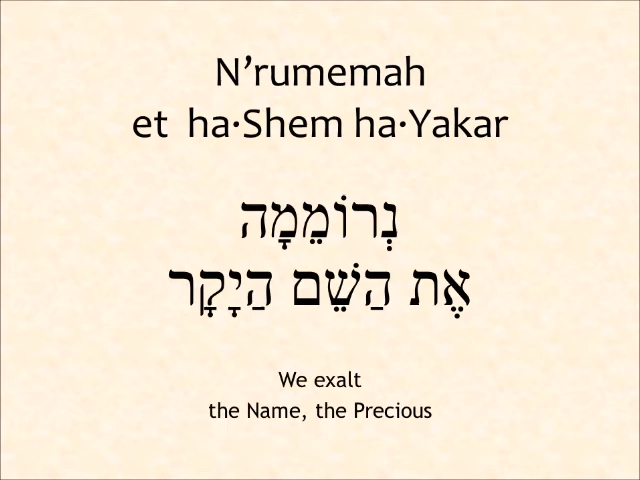 N’rumemah
et ha·Shem ha·Yakar
נְרוֹמֵמָה
אֶת הַשֵּׁם הַיָקָר
We exalt
the Name, the Precious